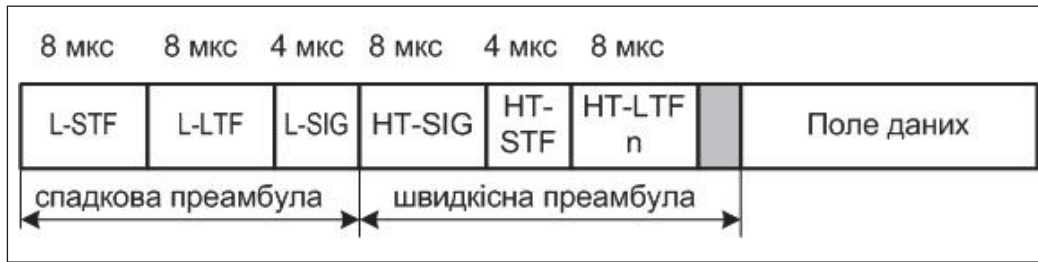 8 мкс 8 мкс 4 мкс 8 мкс 4 мкс 8 мкс
L-STF L-LTF L-SIG HT-SIG HT-STF HT-LTF n Поле даних
спадкова преамбула швидкісна преамбула